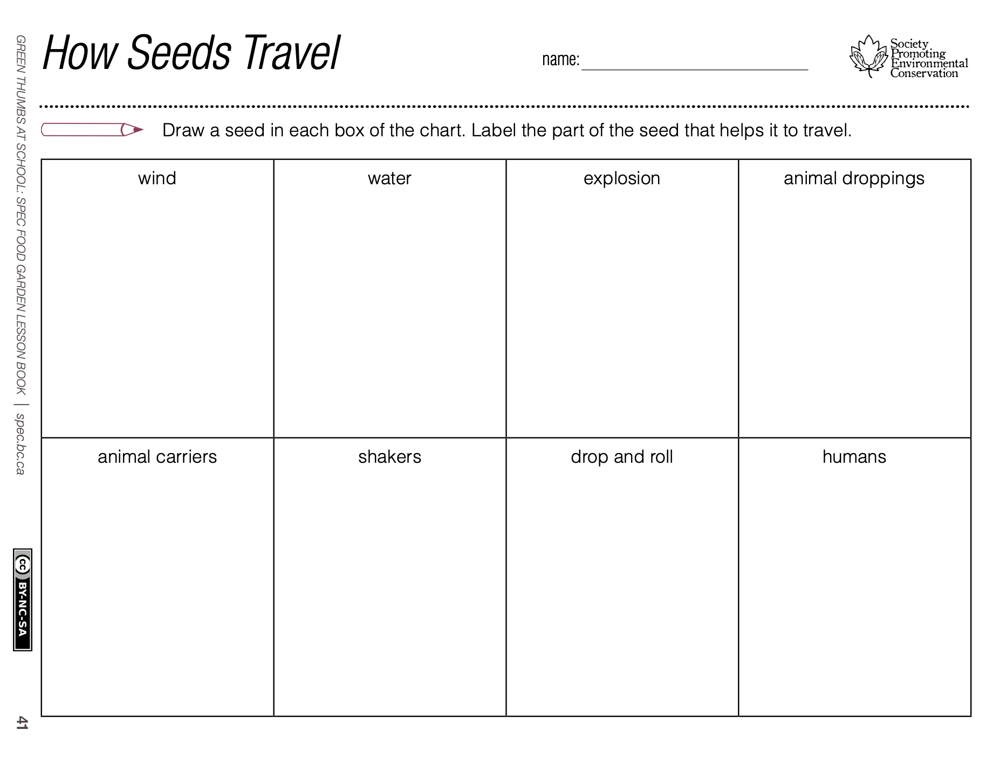 How Seeds Travel
name:
Society
Promoting
Environmental
Conservation
Draw a seed in each box of the chart. Label the part of the seed that helps it to travel.
wind
water
explosion
animal droppings
animal carriers
shakers
drop and roll
humans
GREEN THUMBS AT SCHOOL: SPEC FOOD GARDEN LESSON BOOK | spec.bc.ca
cc BY-NC-SA
41